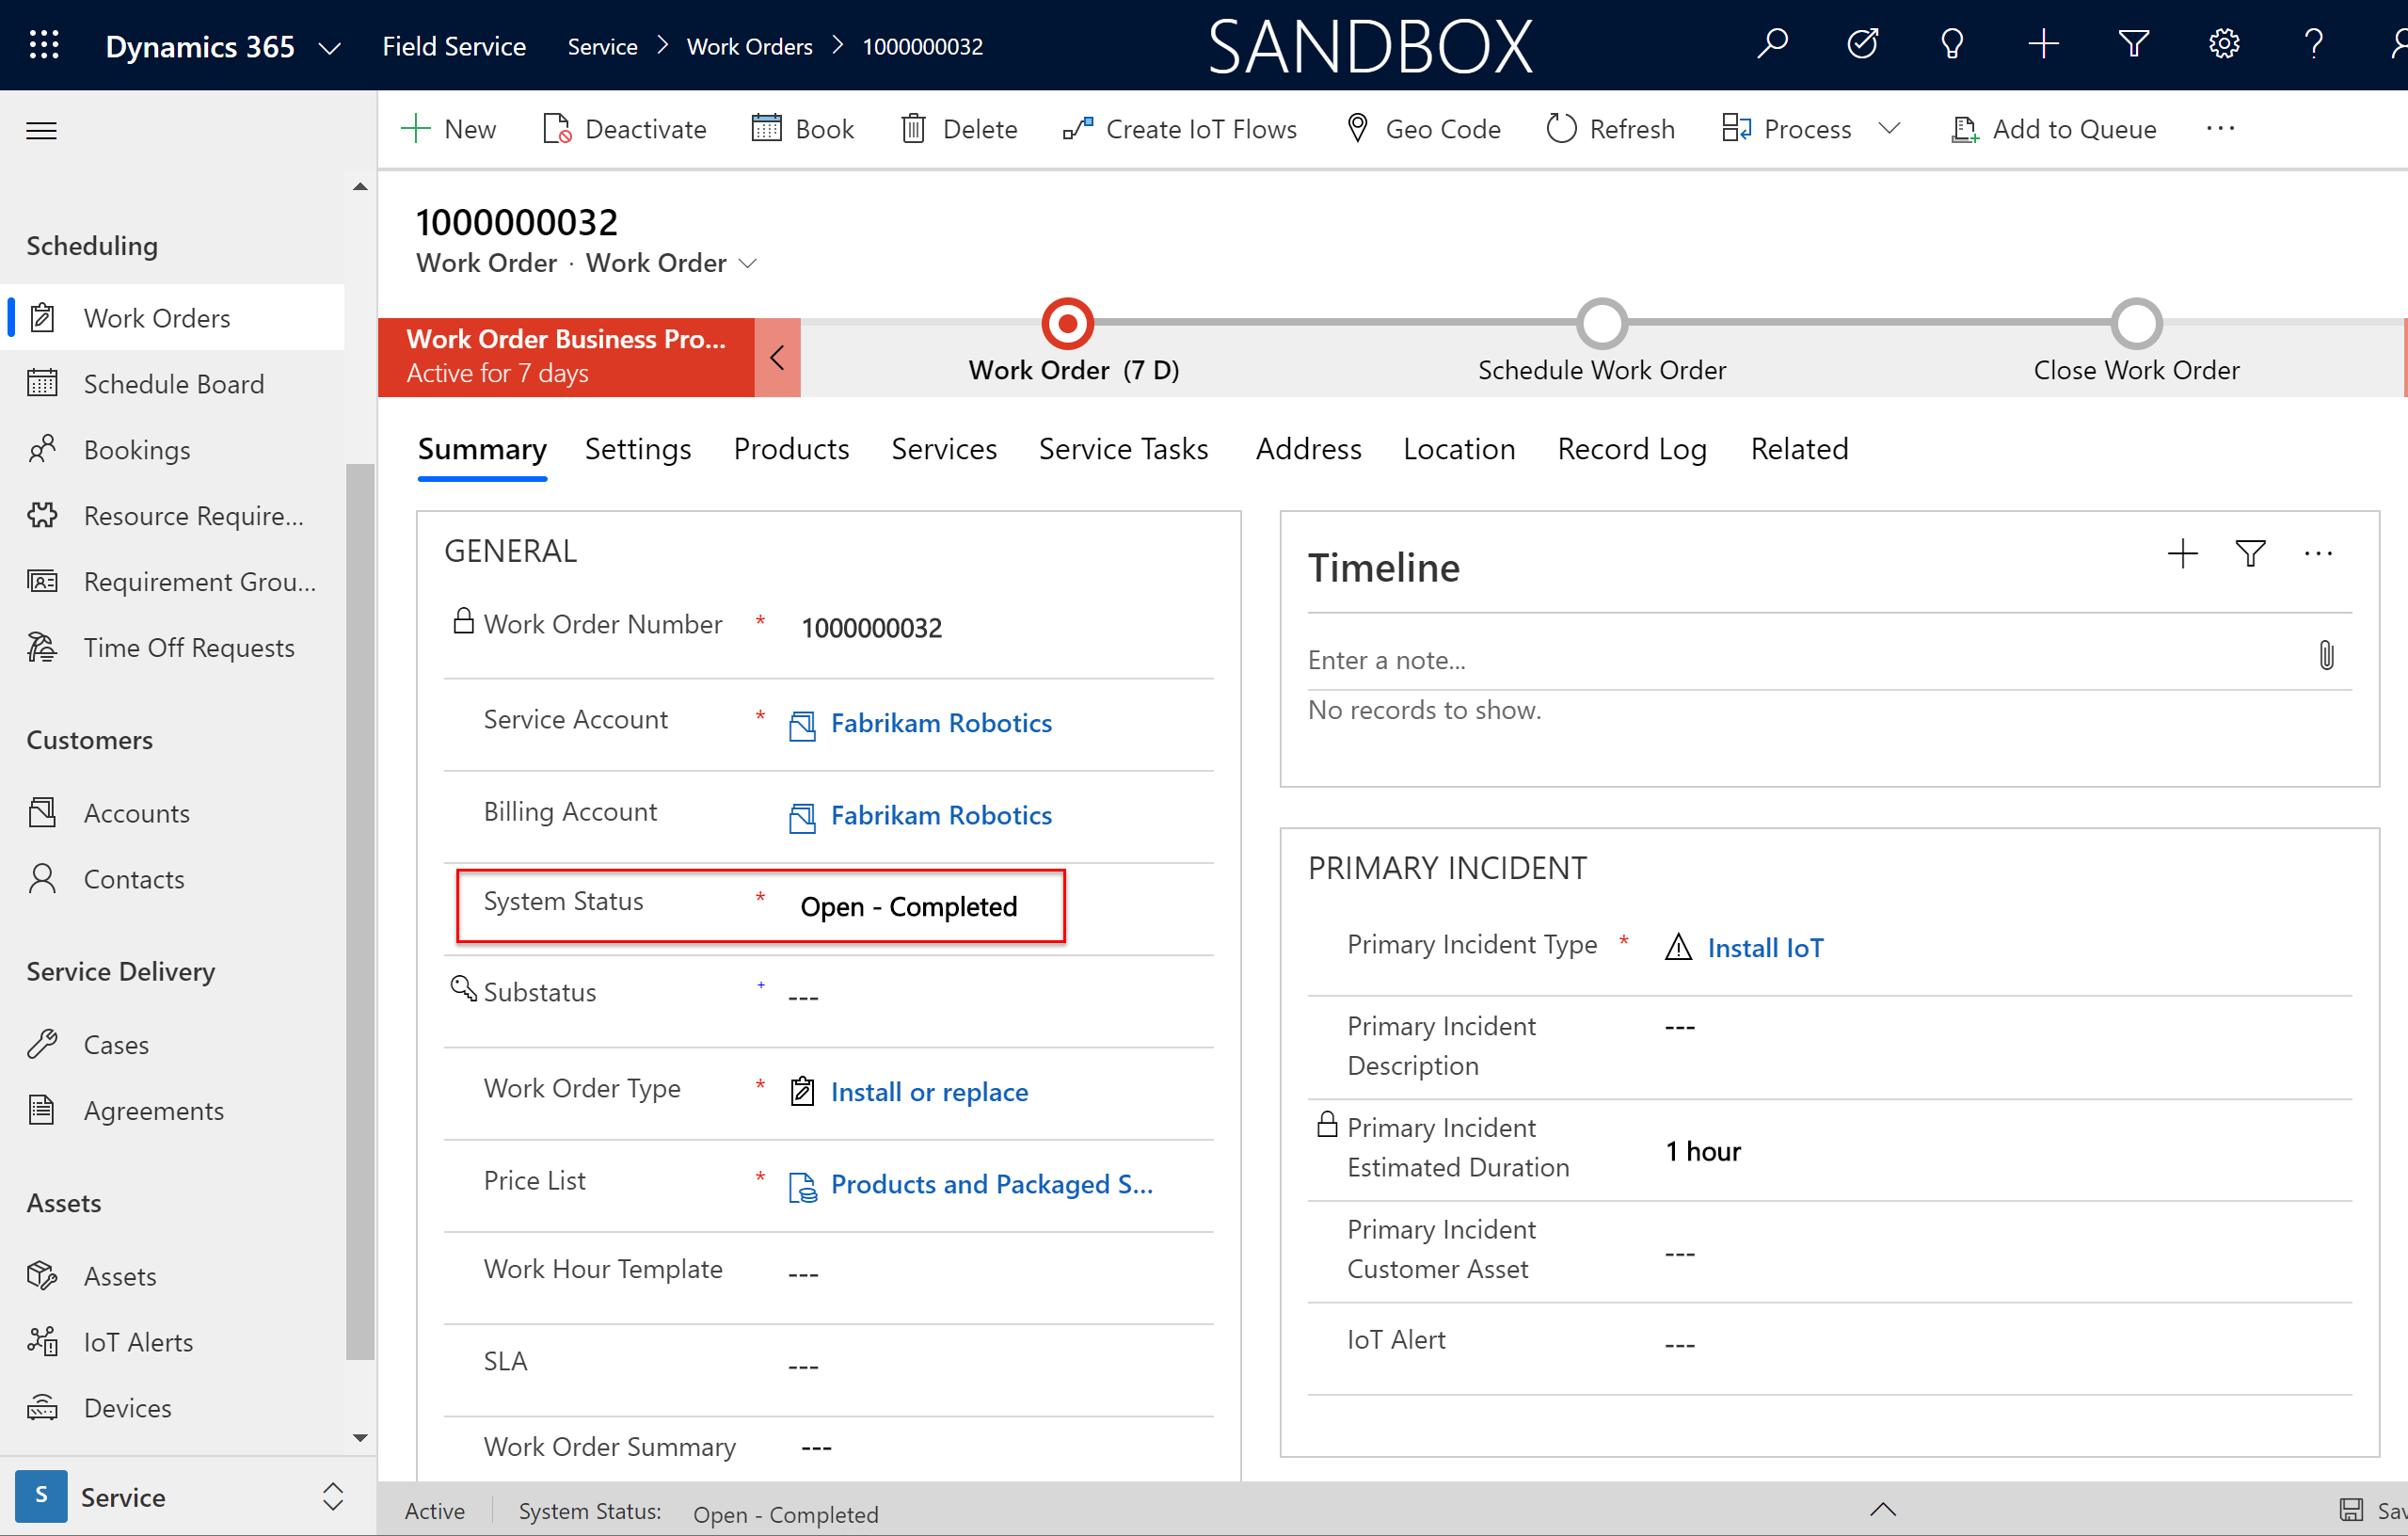 Dynamics 365
Field Service
Service
Work Orders
1000000032
SANDBOX
New
Deactivate
Book
Delete
Create IoT Flows
Geo Code
Refresh
Process
Add to Queue
Scheduling
Work Orders
Schedule Board
Bookings
Resource Require...
Requirement Grou...
Time Off Requests
Customers
Accounts
Contacts
Service Delivery
Cases
Agreements
Assets
Assets
IoT Alerts
Devices
S
Service
1000000032
Work Order · Work Order
Work Order Business Pro...
Active for 7 days
Work Order (7 D)
Schedule Work Order
Close Work Order
Summary
Settings
Products
Services
Service Tasks
Address
Location
Record Log
Related
GENERAL
Work Order Number * 1000000032
Service Account * Fabrikam Robotics
Billing Account * Fabrikam Robotics
System Status * Open - Completed
Substatus + ---
Work Order Type * Install or replace
Price List * Products and Packaged S...
Work Hour Template ---
SLA ---
Work Order Summary ---
Timeline
Enter a note...
No records to show.
PRIMARY INCIDENT
Primary Incident Type * Install IoT
Primary Incident
Description
---
Primary Incident
Estimated Duration
1 hour
Primary Incident
Customer Asset
---
IoT Alert ---
Active
System Status:
Open - Completed